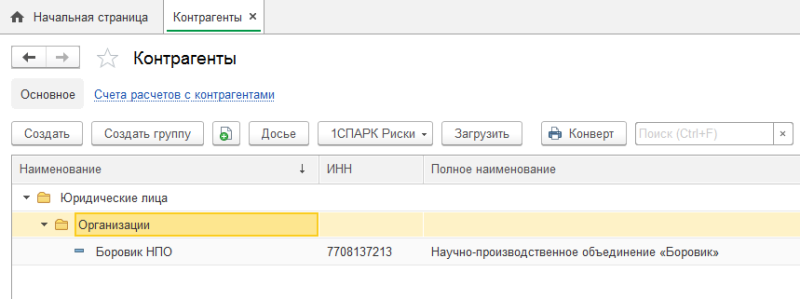 Начальная страница Контрагенты ×
Контрагенты
Основное Счета расчетов с контрагентами
Создать Создать группу Досье 1СПАРК Риски Загрузить Конверт Поиск (Ctrl+F) ×
Наименование ↓ ИНН Полное наименование
Юридические лица
Организации
Боровик НПО 7708137213 Научно-производственное объединение «Боровик»